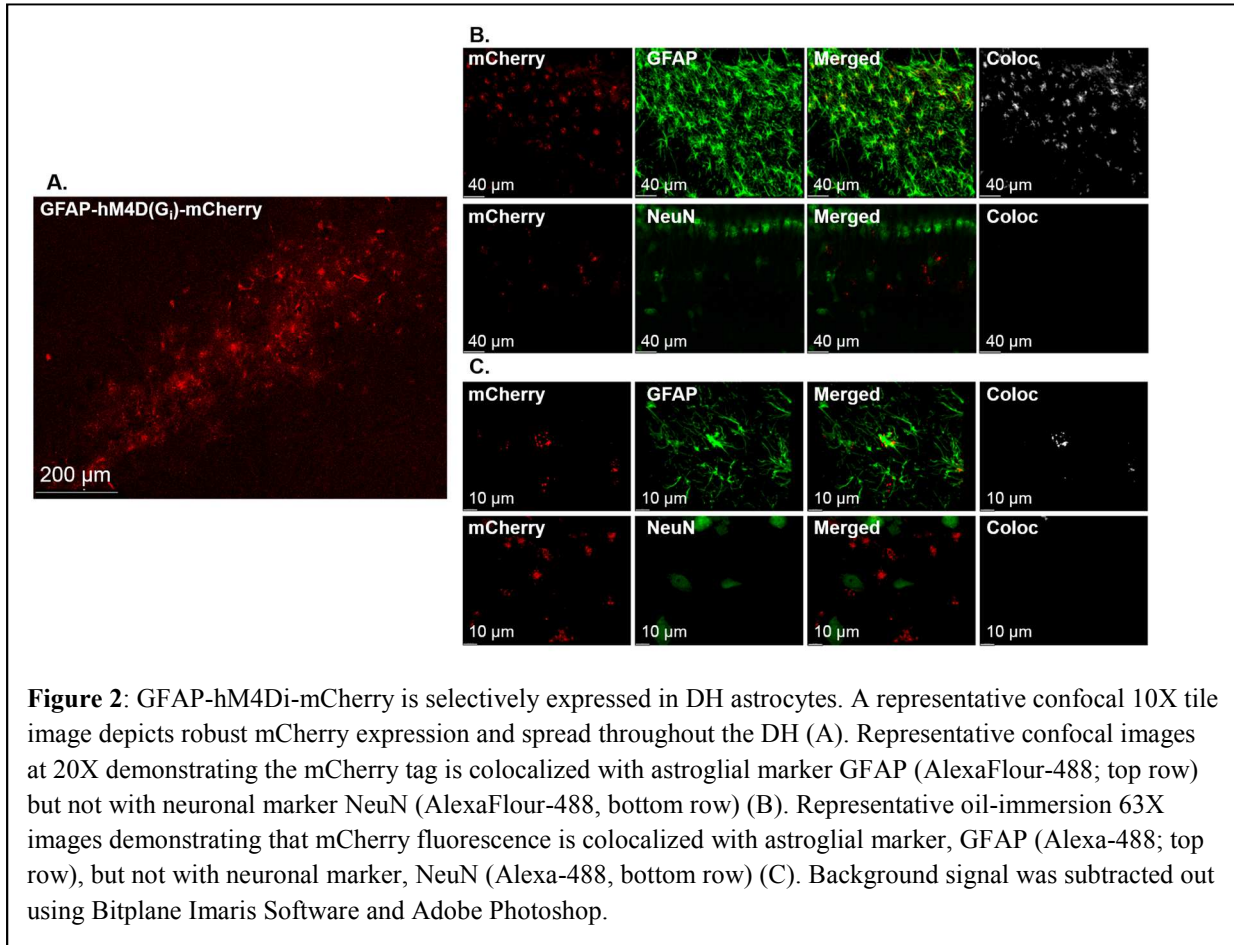 A.
GFAP-hM4D(Gi)-mCherry
200 µm
B.
mCherry GFAP Merged Coloc
40 µm 40 µm 40 µm 40 µm
mCherry NeuN Merged Coloc
40 µm 40 µm 40 µm 40 µm
C.
mCherry GFAP Merged Coloc
10 µm 10 µm 10 µm 10 µm
mCherry NeuN Merged Coloc
10 µm 10 µm 10 µm 10 µm
Figure 2: GFAP-hM4Di-mCherry is selectively expressed in DH astrocytes. A representative confocal 10X tile
image depicts robust mCherry expression and spread throughout the DH (A). Representative confocal images
at 20X demonstrating the mCherry tag is colocalized with astroglial marker GFAP (AlexaFlour-488; top row)
but not with neuronal marker NeuN (AlexaFlour-488, bottom row) (B). Representative oil-immersion 63X
images demonstrating that mCherry fluorescence is colocalized with astroglial marker, GFAP (Alexa-488; top
row), but not with neuronal marker, NeuN (Alexa-488, bottom row) (C). Background signal was subtracted out
using Bitplane Imaris Software and Adobe Photoshop.